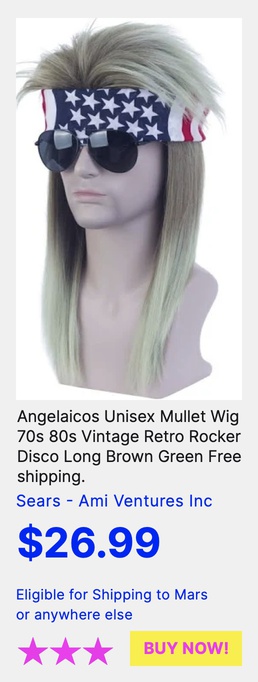 Angelaicos Unisex Mullet Wig
70s 80s Vintage Retro Rocker
Disco Long Brown Green Free
shipping.
Sears - Ami Ventures Inc
$26.99
Eligible for Shipping to Mars
or anywhere else
BUY NOW!